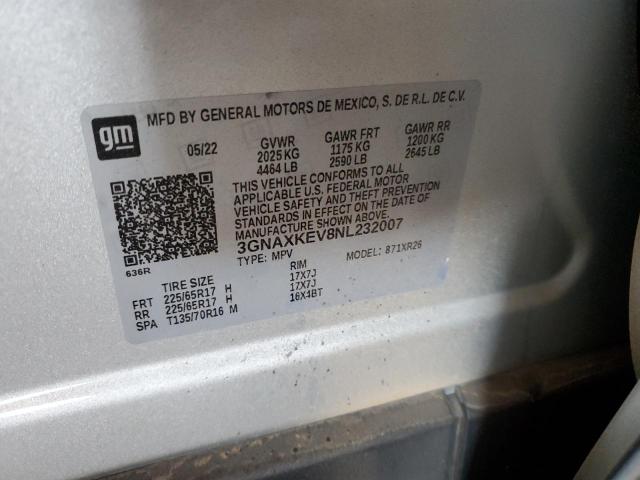 gm
MFD BY GENERAL MOTORS DE MEXICO, S. DE R.L. DE C.V.
05/22 GVWR GAWR FRT GAWR RR
2025 KG 1175 KG 1200 KG
4464 LB 2590 LB 2645 LB
THIS VEHICLE CONFORMS TO ALL
APPLICABLE U.S. FEDERAL MOTOR
VEHICLE SAFETY AND THEFT PREVENTION
STANDARDS IN EFFECT ON THE DATE OF
MANUFACTURE SHOWN ABOVE.
3GNAXKEV8NL232007
636R
TYPE: MPV MODEL: 871XR26
TIRE SIZE RIM
FRT 225/65R17 H 17X7J
RR 225/65R17 H 17X7J
SPA T135/70R16 M 16X4BT